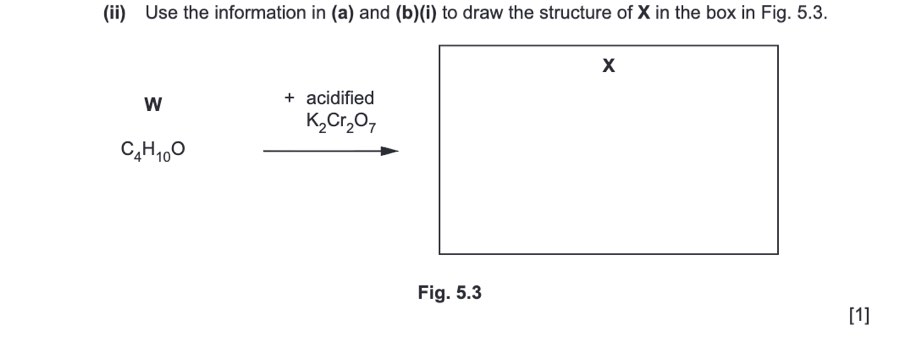 (ii) Use the information in (a) and (b)(i) to draw the structure of X in the box in Fig. 5.3.
X
W
+ acidified
K₂Cr₂O₇
C₄H₁₀O
Fig. 5.3
[1]